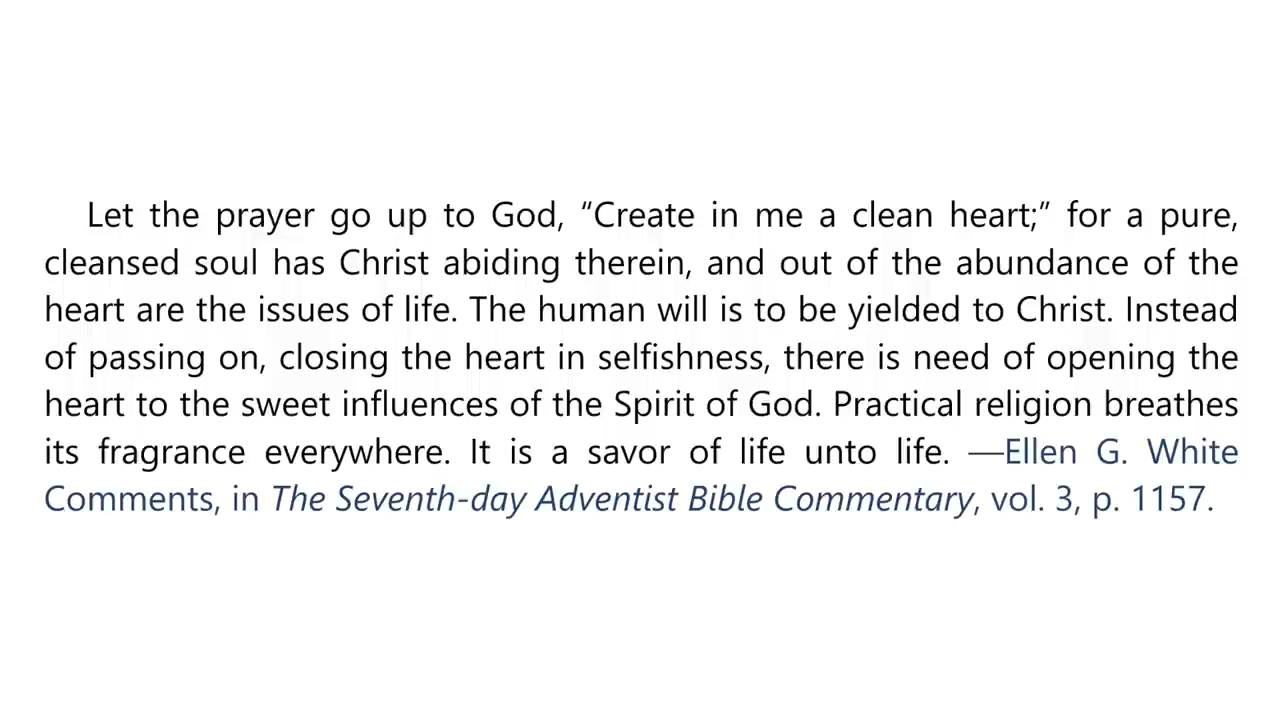 Let the prayer go up to God, “Create in me a clean heart;” for a pure,
cleansed soul has Christ abiding therein, and out of the abundance of the
heart are the issues of life. The human will is to be yielded to Christ. Instead
of passing on, closing the heart in selfishness, there is need of opening the
heart to the sweet influences of the Spirit of God. Practical religion breathes
its fragrance everywhere. It is a savor of life unto life. —Ellen G. White
Comments, in The Seventh-day Adventist Bible Commentary, vol. 3, p. 1157.